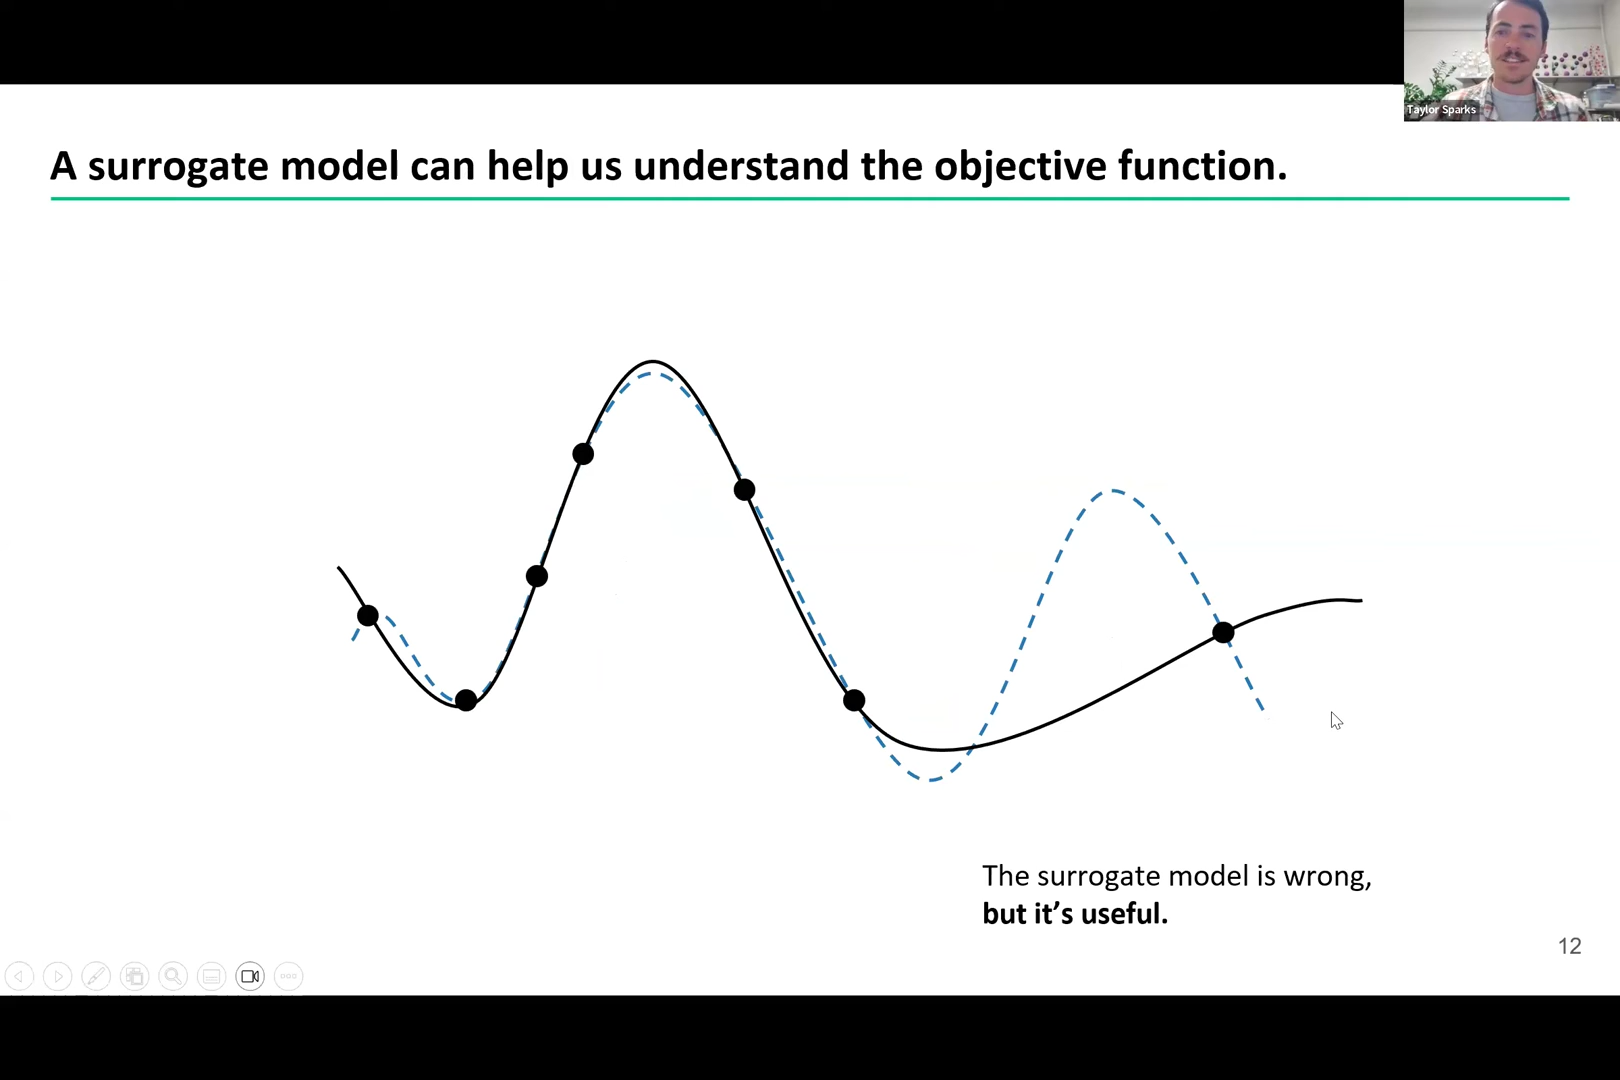 Taylor Sparks
A surrogate model can help us understand the objective function.
The surrogate model is wrong,
but it's useful.
12